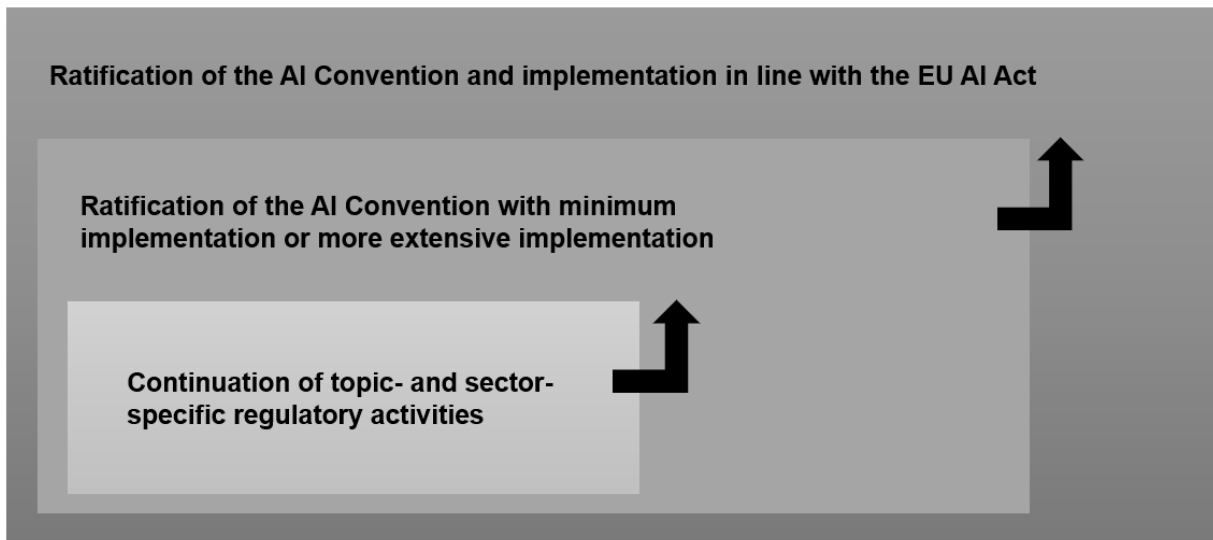 Ratification of the AI Convention and implementation in line with the EU AI Act
Ratification of the AI Convention with minimum
implementation or more extensive implementation
Continuation of topic- and sector-
specific regulatory activities